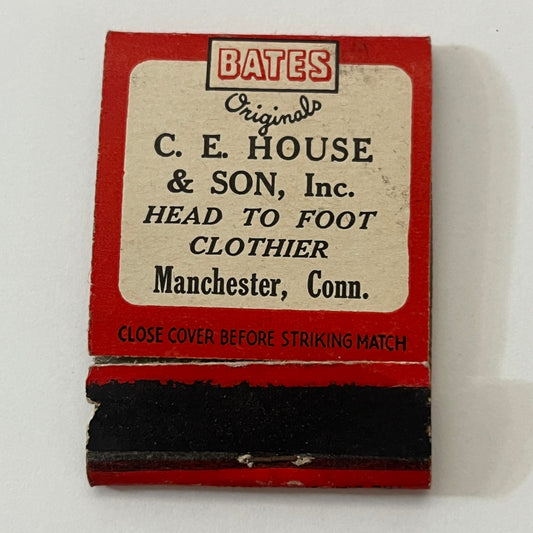 BATES
Originals
C. E. HOUSE
& SON, Inc.
HEAD TO FOOT
CLOTHIER
Manchester, Conn.
CLOSE COVER BEFORE STRIKING MATCH